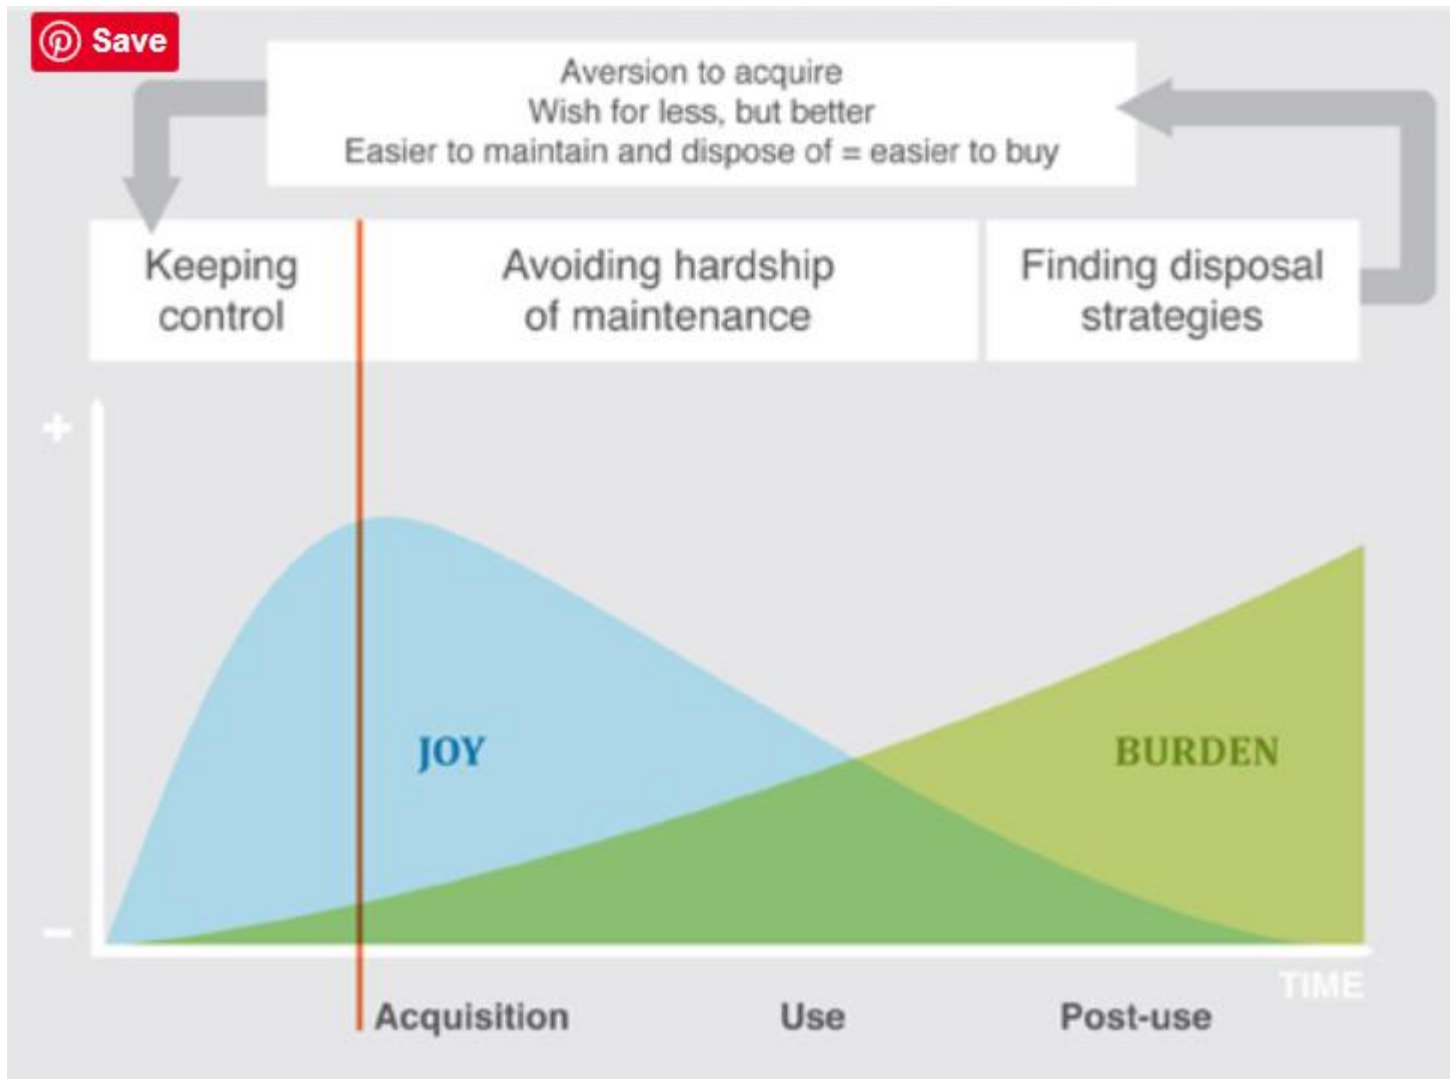 Save
Aversion to acquire
Wish for less, but better
Easier to maintain and dispose of = easier to buy
Keeping
control
Avoiding hardship
of maintenance
Finding disposal
strategies
+
JOY
BURDEN
−
TIME
Acquisition
Use
Post-use